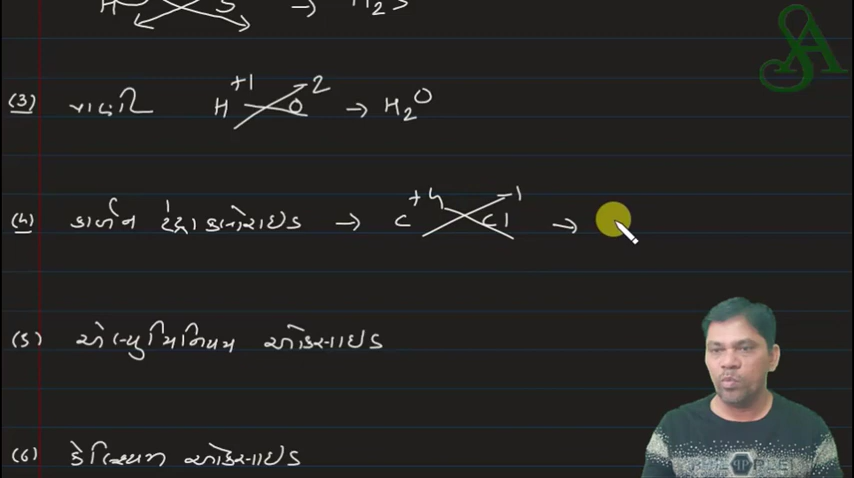 H S → H₂S
(3) પાણી H +1 O -2 → H₂O
(4) કાર્બન ટેટ્રા ક્લોરાઇડ → C +4 Cl -1 →
(5) એલ્યુમિનિયમ ઓક્સાઇડ
(6) કેલ્શિયમ ઓક્સાઇડ